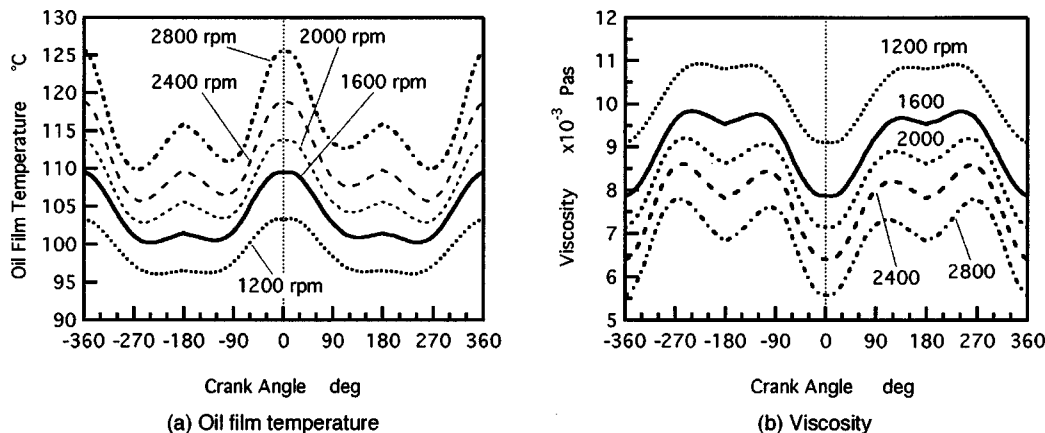 130
125
120
115
110
105
100
95
90
Oil Film Temperature °C
2800 rpm
2000 rpm
2400 rpm
1600 rpm
1200 rpm
-360 -270 -180 -90 0 90 180 270 360
Crank Angle deg
(a) Oil film temperature
12
11
10
9
8
7
6
5
Viscosity x10⁻³ Pas
1200 rpm
1600
2000
2400
2800
-360 -270 -180 -90 0 90 180 270 360
Crank Angle deg
(b) Viscosity